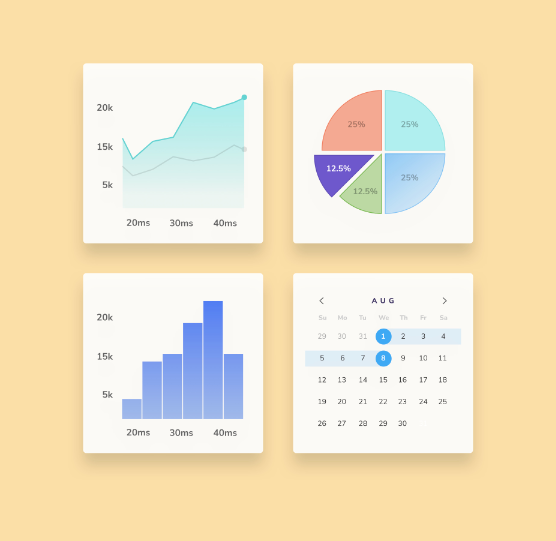 20k
15k
5k
20ms 30ms 40ms
25% 25%
12.5% 25%
12.5%
20k
15k
5k
20ms 30ms 40ms
AUG
Su Mo Tu We Th Fr Sa
29 30 31 1 2 3 4
5 6 7 8 9 10 11
12 13 14 15 16 17 18
19 20 21 22 23 24 25
26 27 28 29 30